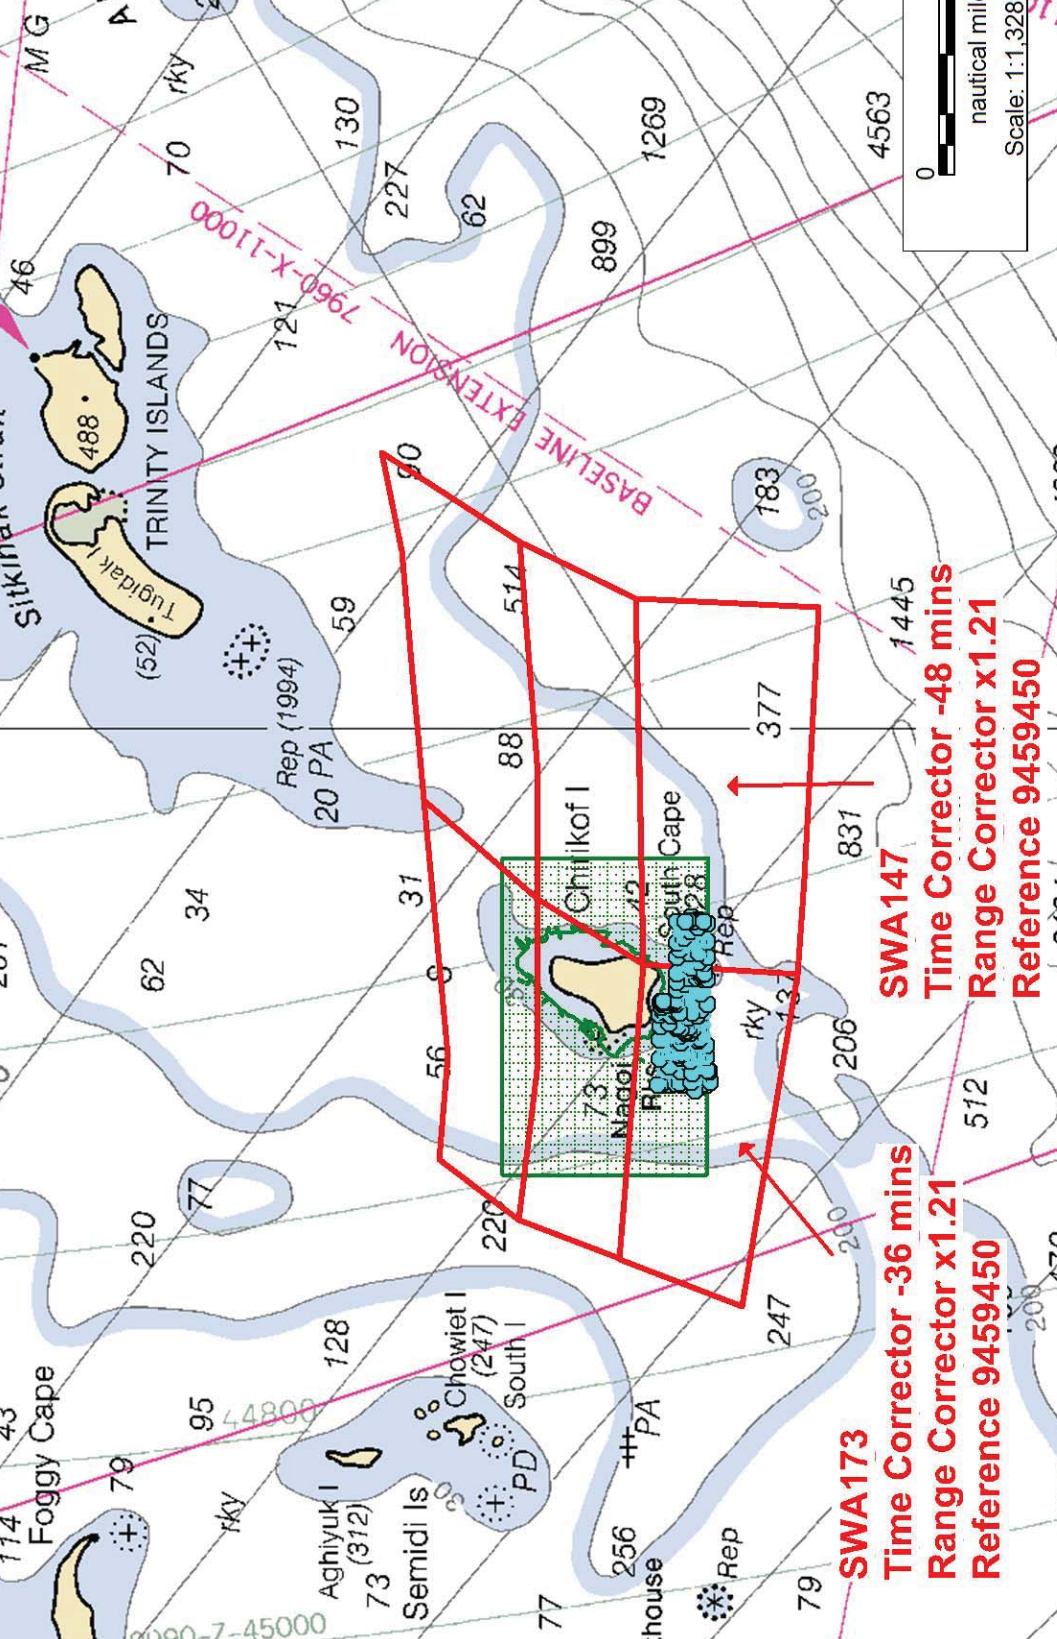 M G
rky
70
130
227
62
1269
4563
0
nautical
Scale: 1:1,328
46
7960-X-11000
121
899
BASELINE EXTENSION
488
TRINITY ISLANDS
Tugidak I
(52)
59
90
514
183
200
1445
Rep (1994)
20 PA
88
377
34
31
Chirikof I
42
South Cape
328
Rep
831
62
56
73
rky
206
512
77
220
220
200
247
200
Foggy Cape
43
114
79
95
44800
128
Chowiet I
(247)
South I
PD
30
Aghiyuk I
(312)
73
Semidi Is
rky
PA
256
Rep
77
79
SWA147
Time Corrector -48 mins
Range Corrector x1.21
Reference 9459450
SWA173
Time Corrector -36 mins
Range Corrector x1.21
Reference 9459450